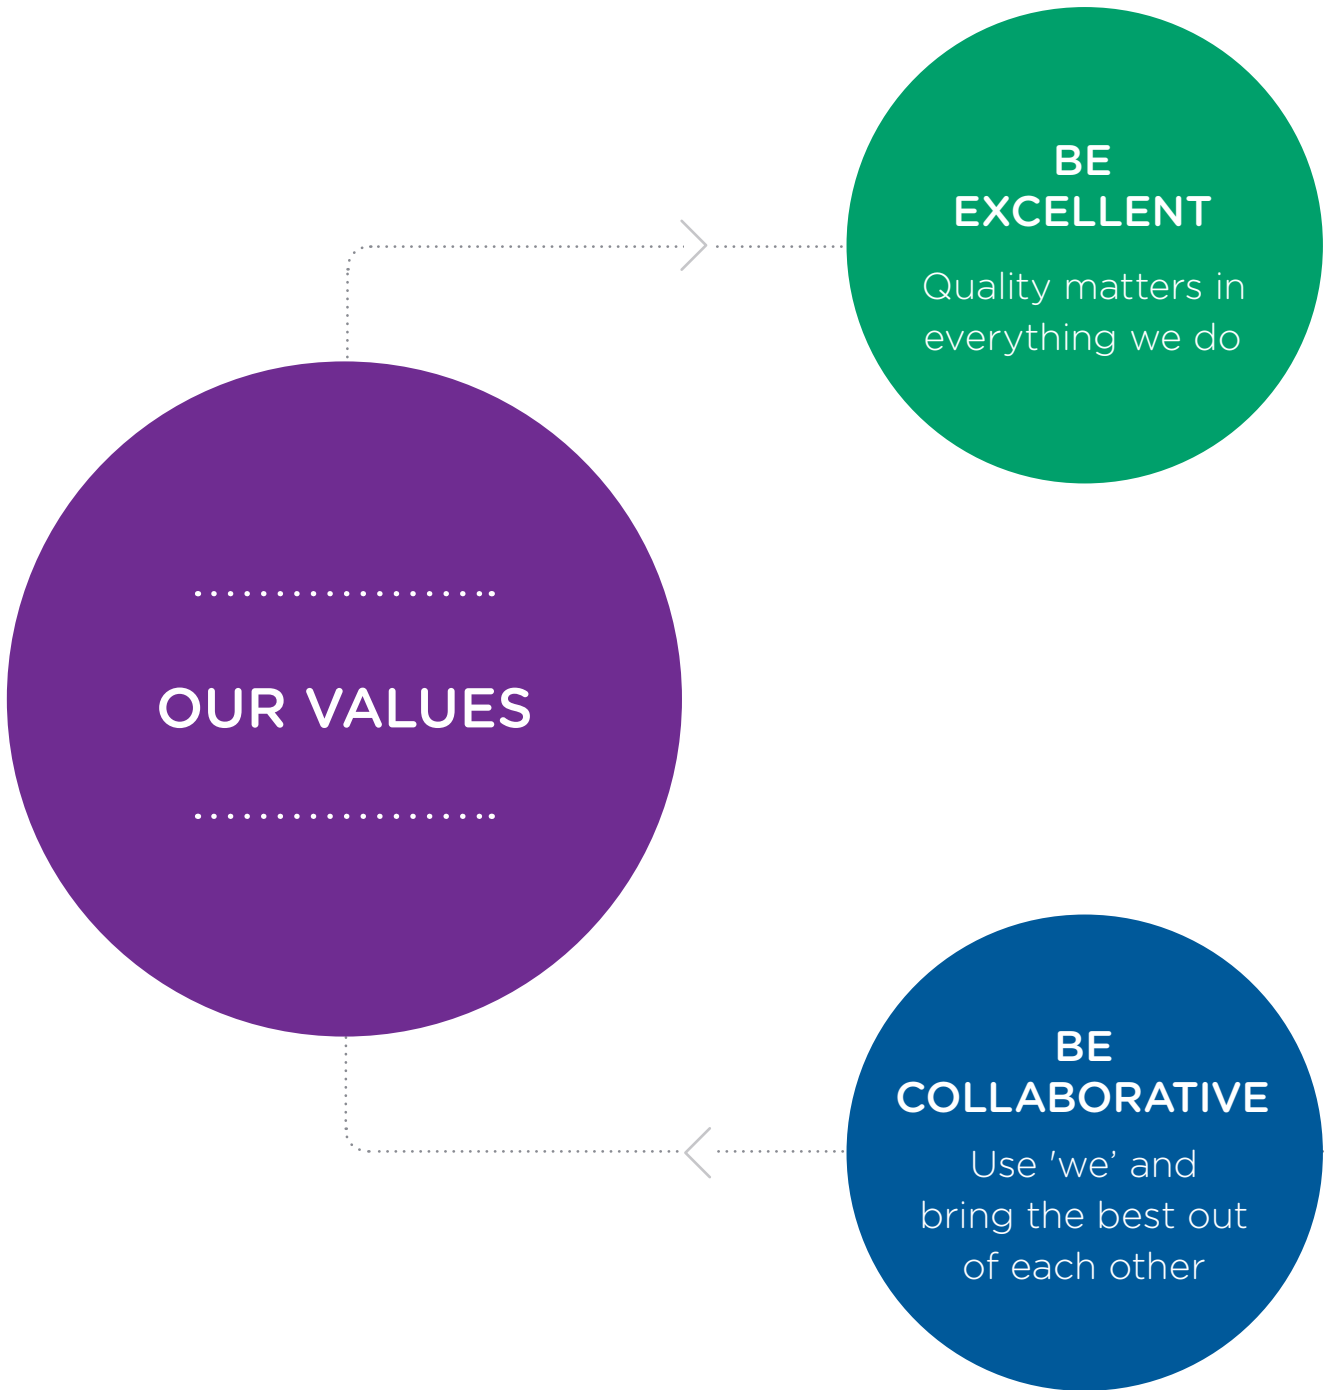 BE
EXCELLENT
Quality matters in
everything we do
OUR VALUES
BE
COLLABORATIVE
Use 'we’ and
bring the best out
of each other